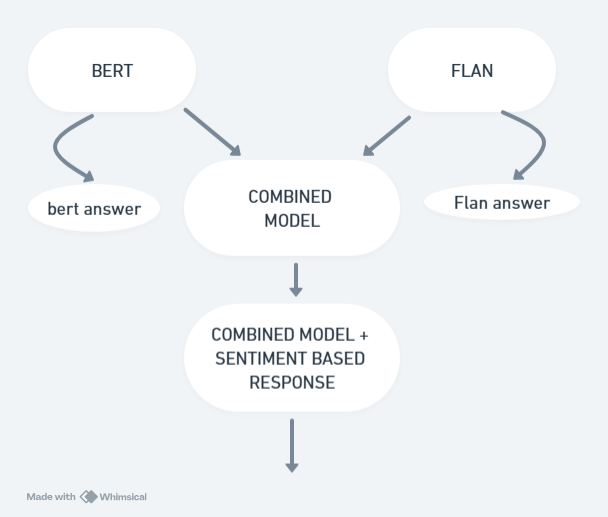 BERT
FLAN
bert answer
COMBINED
MODEL
Flan answer
COMBINED MODEL +
SENTIMENT BASED
RESPONSE
Made with Whimsical